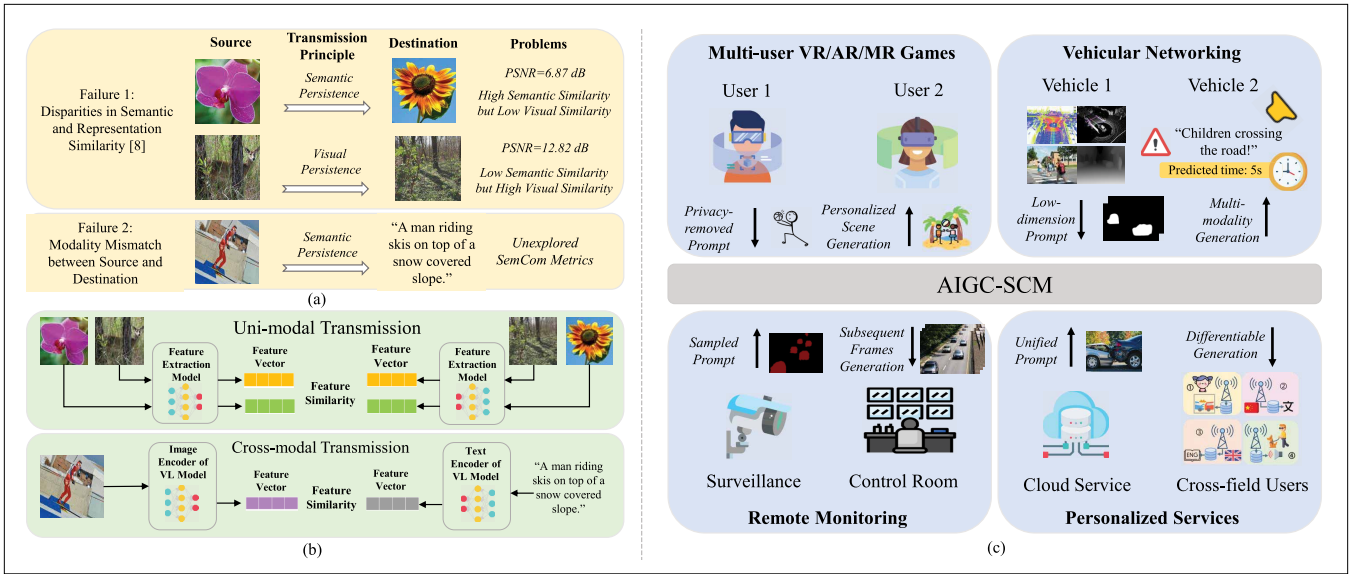 Source
Transmission
Principle
Destination
Problems
Failure 1:
Disparities in Semantic
and Representation
Similarity [8]
Semantic
Persistence
PSNR=6.87 dB
High Semantic Similarity
but Low Visual Similarity
Visual
Persistence
PSNR=12.82 dB
Low Semantic Similarity
but High Visual Similarity
Failure 2:
Modality Mismatch
between Source and
Destination
Semantic
Persistence
“A man riding
skis on top of a
snow covered
slope.”
Unexplored
SemCom Metrics
(a)
Uni-modal Transmission
Feature
Extraction
Model
Feature
Vector
Feature
Similarity
Feature
Vector
Feature
Extraction
Model
Cross-modal Transmission
Image
Encoder of
VL Model
Feature
Vector
Feature
Similarity
Feature
Vector
Text
Encoder of
VL Model
“A man riding
skis on top of a
snow covered
slope.”
(b)
Multi-user VR/AR/MR Games
User 1
User 2
Privacy-
removed
Prompt
Personalized
Scene
Generation
Vehicular Networking
Vehicle 1
Vehicle 2
“Children crossing
the road!”
Predicted time: 5s
Low-
dimension
Prompt
Multi-
modality
Generation
AIGC-SCM
Sampled
Prompt
Subsequent
Frames
Generation
Surveillance
Control Room
Remote Monitoring
Unified
Prompt
Differentiable
Generation
①
②
文
③
ENG
④
Cloud Service
Cross-field Users
Personalized Services
(c)